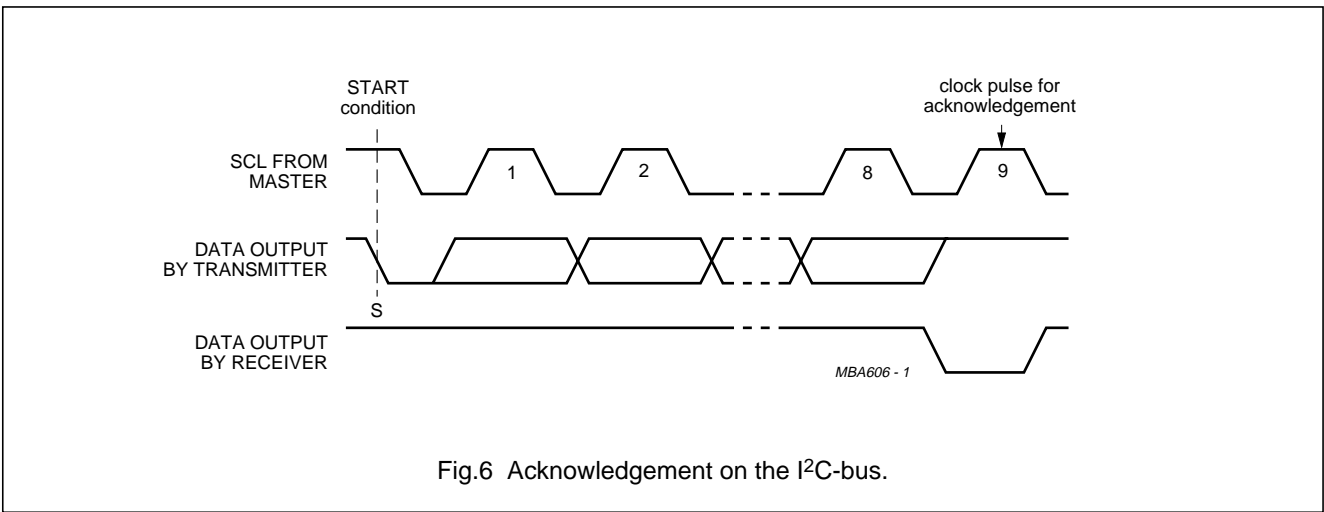 START
condition
clock pulse for
acknowledgement
SCL FROM
MASTER
1
2
8
9
DATA OUTPUT
BY TRANSMITTER
S
DATA OUTPUT
BY RECEIVER
MBA606 - 1
Fig.6 Acknowledgement on the I²C-bus.